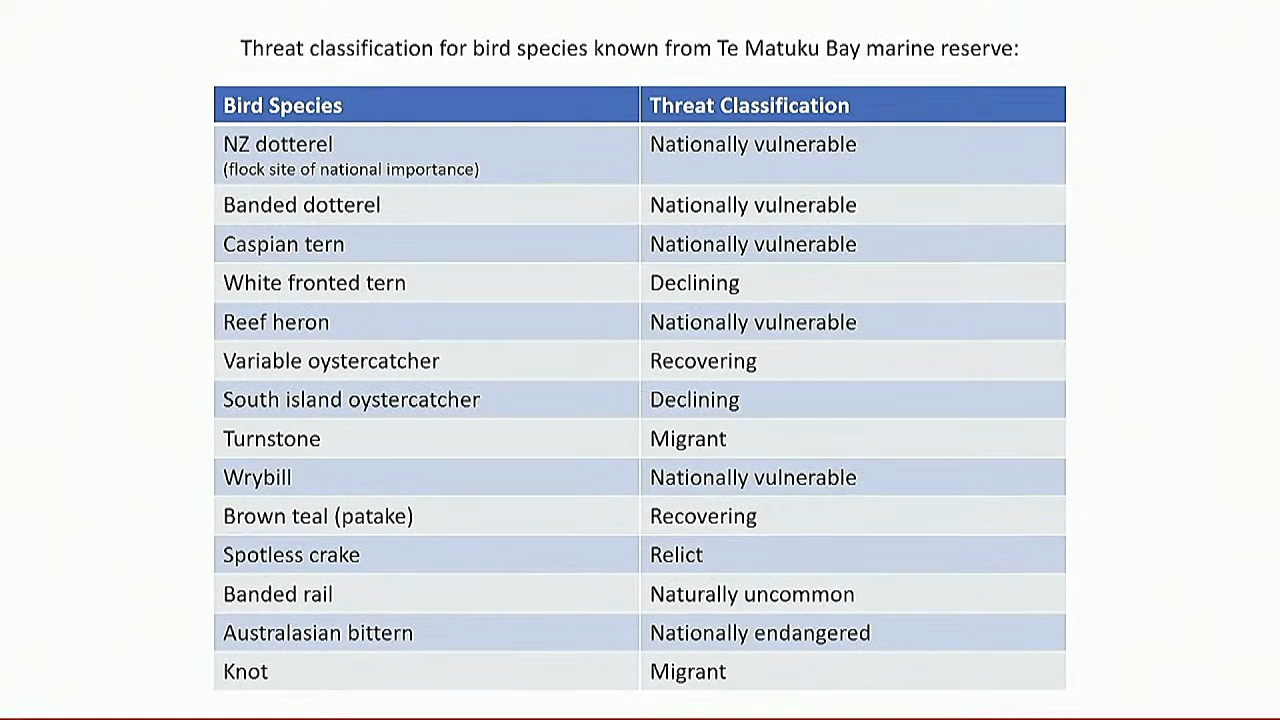 Threat classification for bird species known from Te Matuku Bay marine reserve:
Bird Species Threat Classification
NZ dotterel Nationally vulnerable
(flock site of national importance)
Banded dotterel Nationally vulnerable
Caspian tern Nationally vulnerable
White fronted tern Declining
Reef heron Nationally vulnerable
Variable oystercatcher Recovering
South island oystercatcher Declining
Turnstone Migrant
Wrybill Nationally vulnerable
Brown teal (patake) Recovering
Spotless crake Relict
Banded rail Naturally uncommon
Australasian bittern Nationally endangered
Knot Migrant